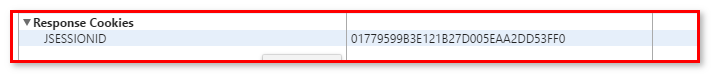 ▼Response Cookies
JSESSIONID 01779599B3E121B27D005EAA2DD53FF0